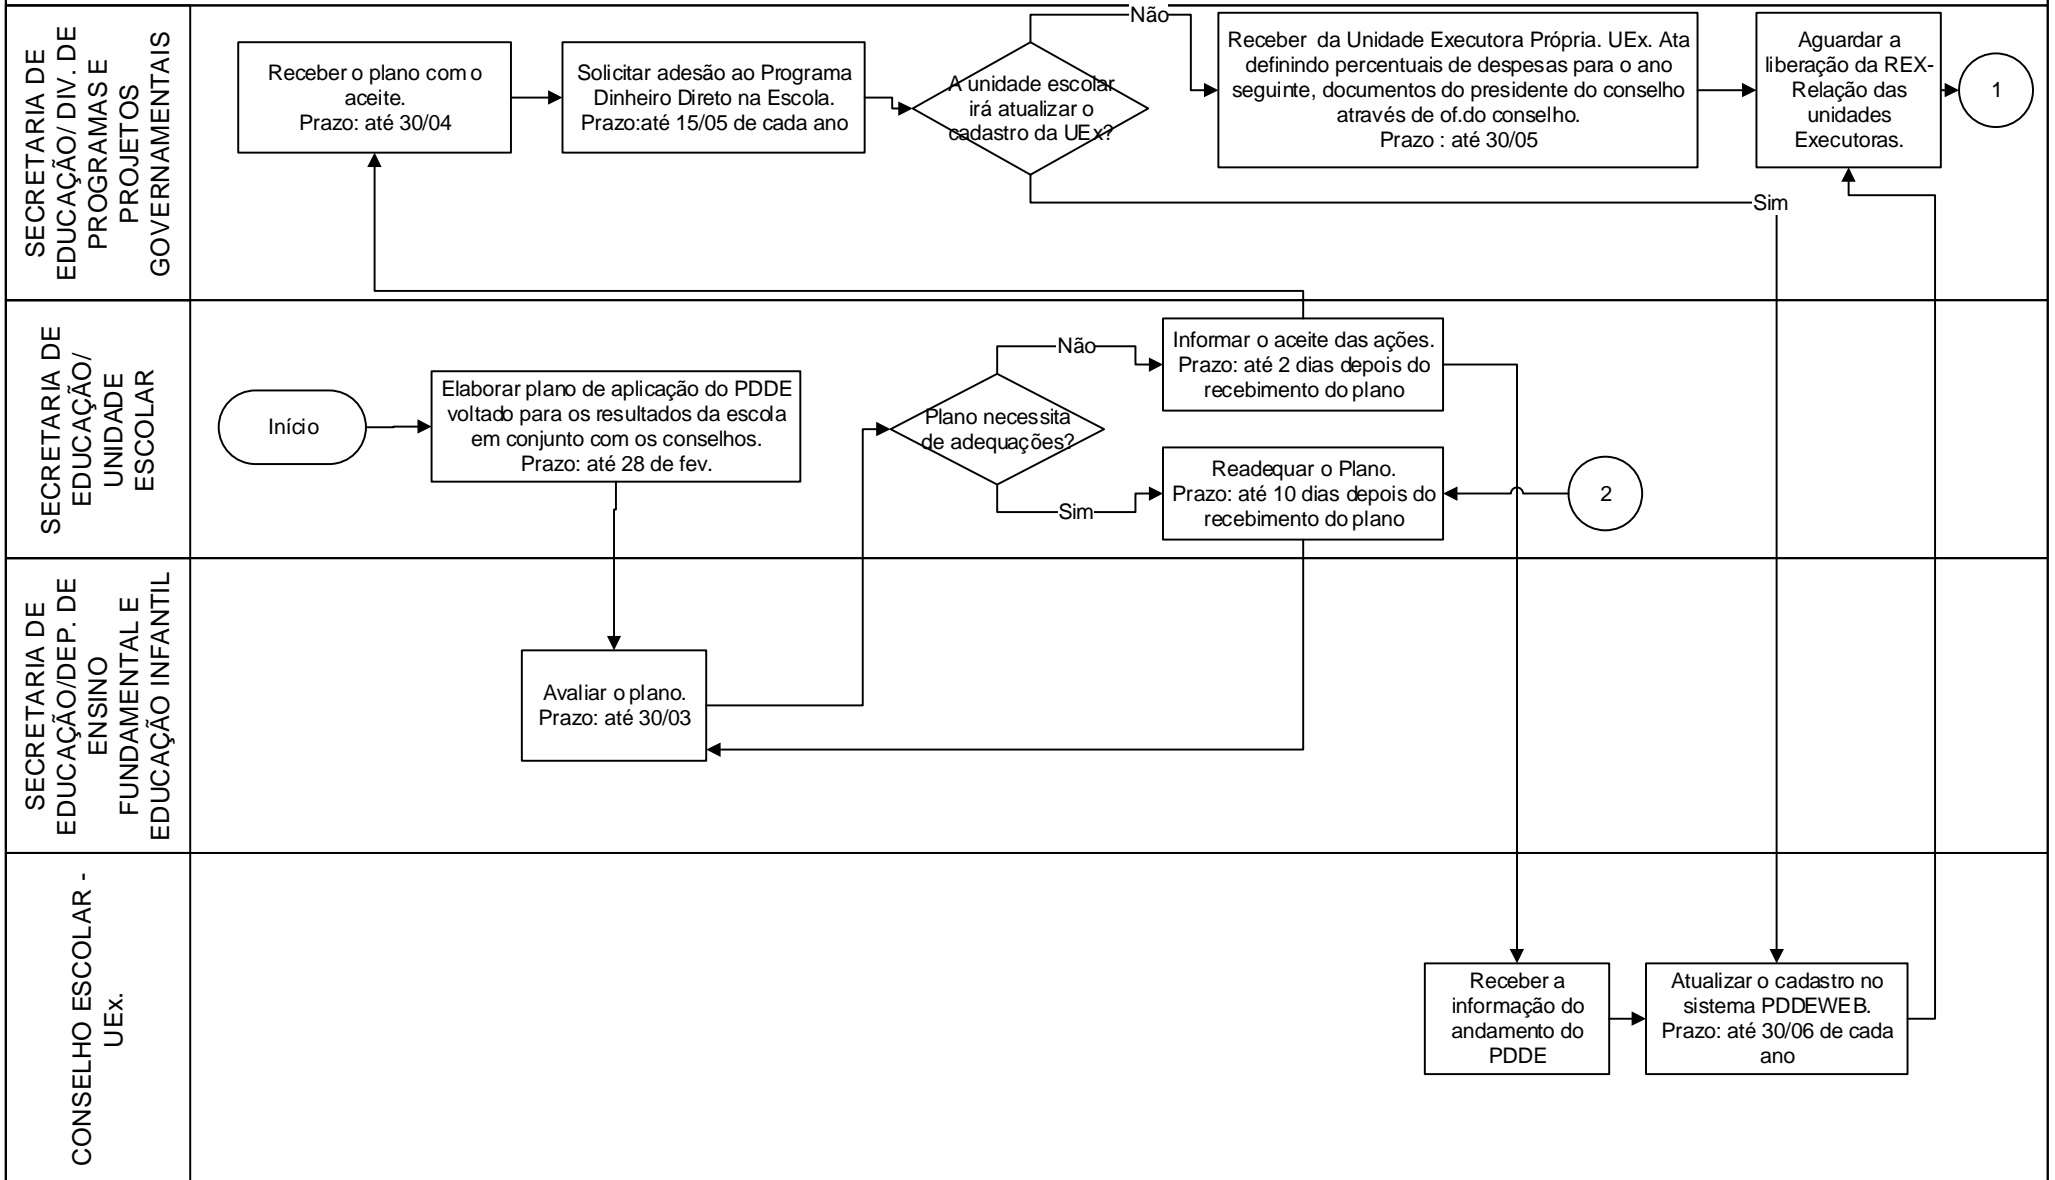 SECRETARIA DE
EDUCAÇÃO/ DIV. DE
PROGRAMAS E
PROJETOS
GOVERNAMENTAIS
Receber o plano com o
aceite.
Prazo: até 30/04
Solicitar adesão ao Programa
Dinheiro Direto na Escola.
Prazo:até 15/05 de cada ano
A unidade escolar
irá atualizar o
cadastro da UEx?
Não
Sim
Receber da Unidade Executora Própria. UEx. Ata
definindo percentuais de despesas para o ano
seguinte, documentos do presidente do conselho
através de of.do conselho.
Prazo : até 30/05
Aguardar a
liberação da REX-
Relação das
unidades
Executoras.
1
SECRETARIA DE
EDUCAÇÃO/
UNIDADE
ESCOLAR
Início
Elaborar plano de aplicação do PDDE
voltado para os resultados da escola
em conjunto com os conselhos.
Prazo: até 28 de fev.
Plano necessita
de adequações?
Não
Sim
Informar o aceite das ações.
Prazo: até 2 dias depois do
recebimento do plano
Readequar o Plano.
Prazo: até 10 dias depois do
recebimento do plano
2
SECRETARIA DE
EDUCAÇÃO/DEP. DE
ENSINO
FUNDAMENTAL E
EDUCAÇÃO INFANTIL
Avaliar o plano.
Prazo: até 30/03
CONSELHO ESCOLAR -
UEx.
Receber a
informação do
andamento do
PDDE
Atualizar o cadastro no
sistema PDDEWEB.
Prazo: até 30/06 de cada
ano